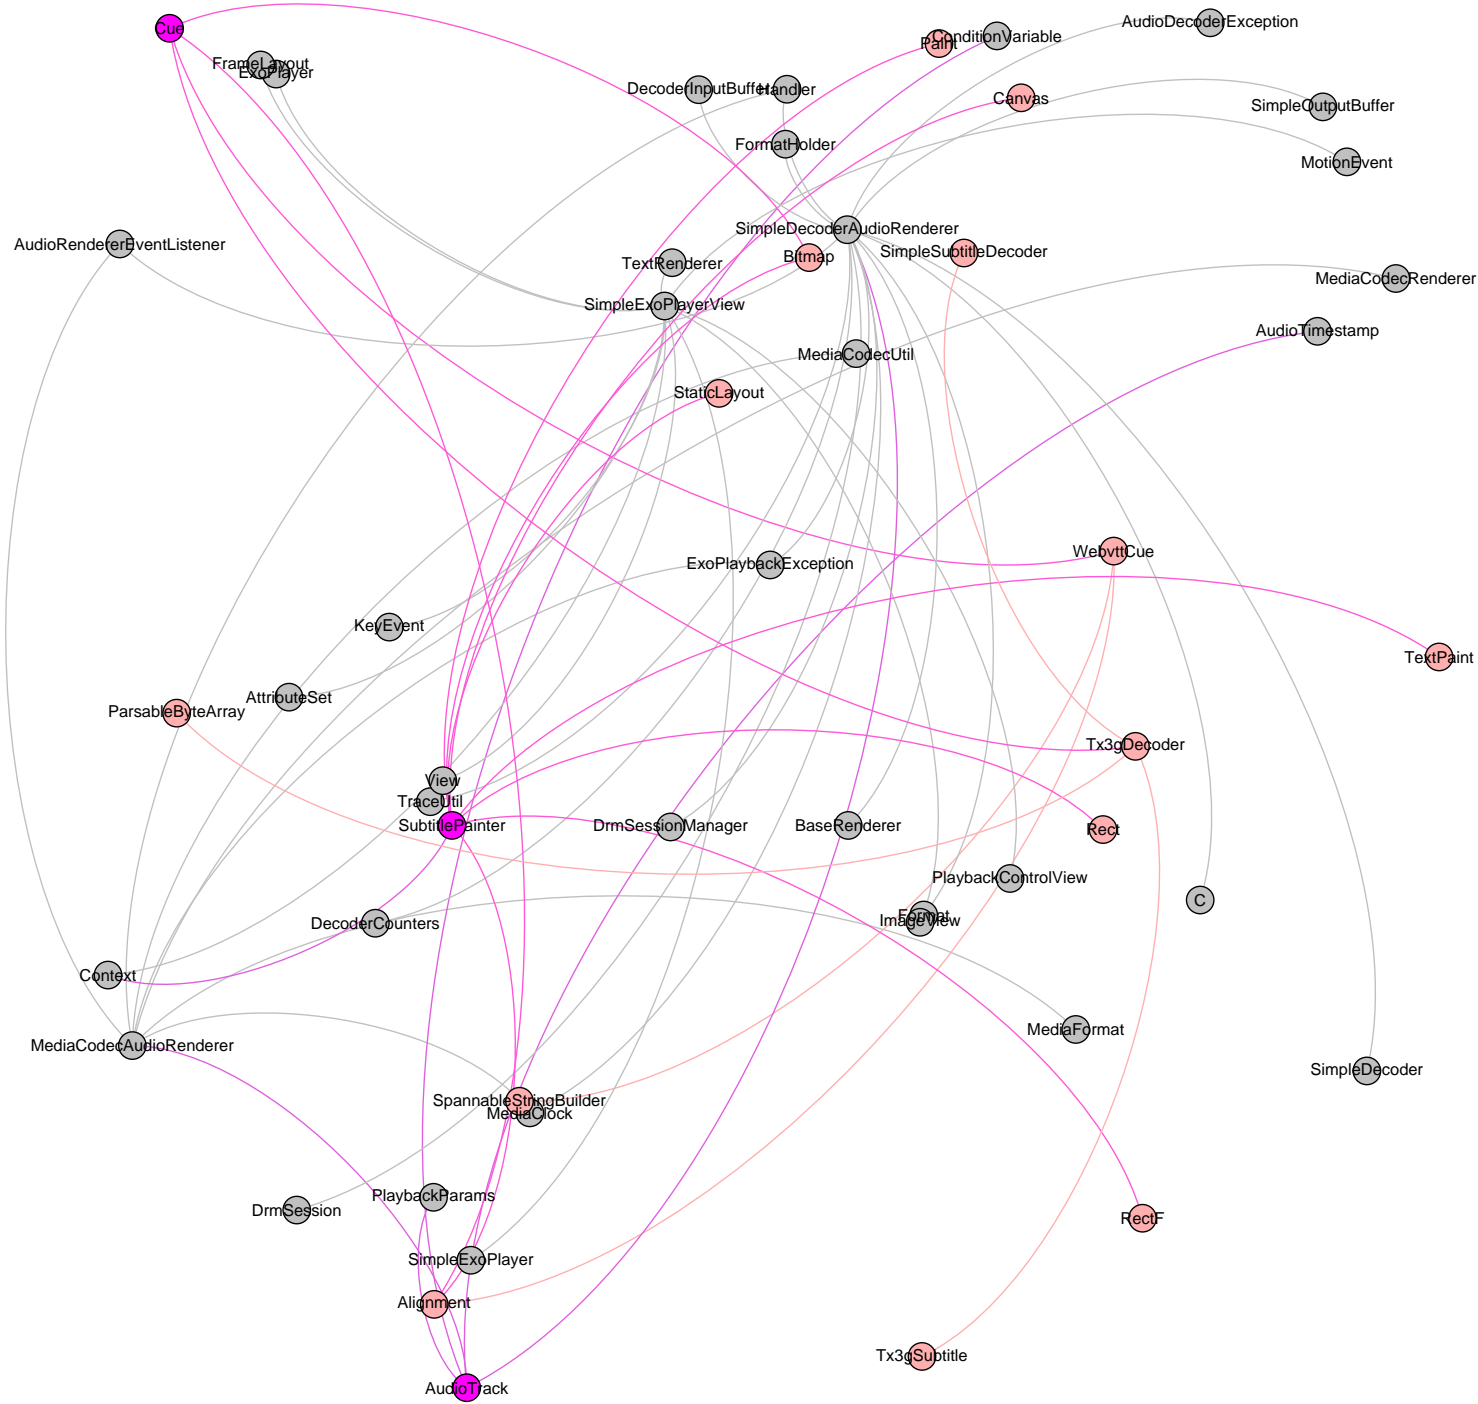 Cue
AudioDecoderException
ConditionVariable
Paint
FrameLayout
ExoPlayer
DecoderInputBuffer
Handler
Canvas
SimpleOutputBuffer
FormatHolder
MotionEvent
SimpleDecoderAudioRenderer
AudioRendererEventListener
SimpleSubtitleDecoder
Bitmap
TextRenderer
MediaCodecRenderer
SimpleExoPlayerView
AudioTimestamp
MediaCodecUtil
StaticLayout
WebvttCue
ExoPlaybackException
KeyEvent
TextPaint
AttributeSet
ParsableByteArray
Tx3gDecoder
View
TraceUtil
SubtitlePainter
DrmSessionManager
BaseRenderer
Rect
PlaybackControlView
C
Format
ImageView
DecoderCounters
Context
MediaFormat
MediaCodecAudioRenderer
SimpleDecoder
SpannableStringBuilder
MediaClock
PlaybackParams
DrmSession
RectF
SimpleExoPlayer
Alignment
Tx3gSubtitle
AudioTrack